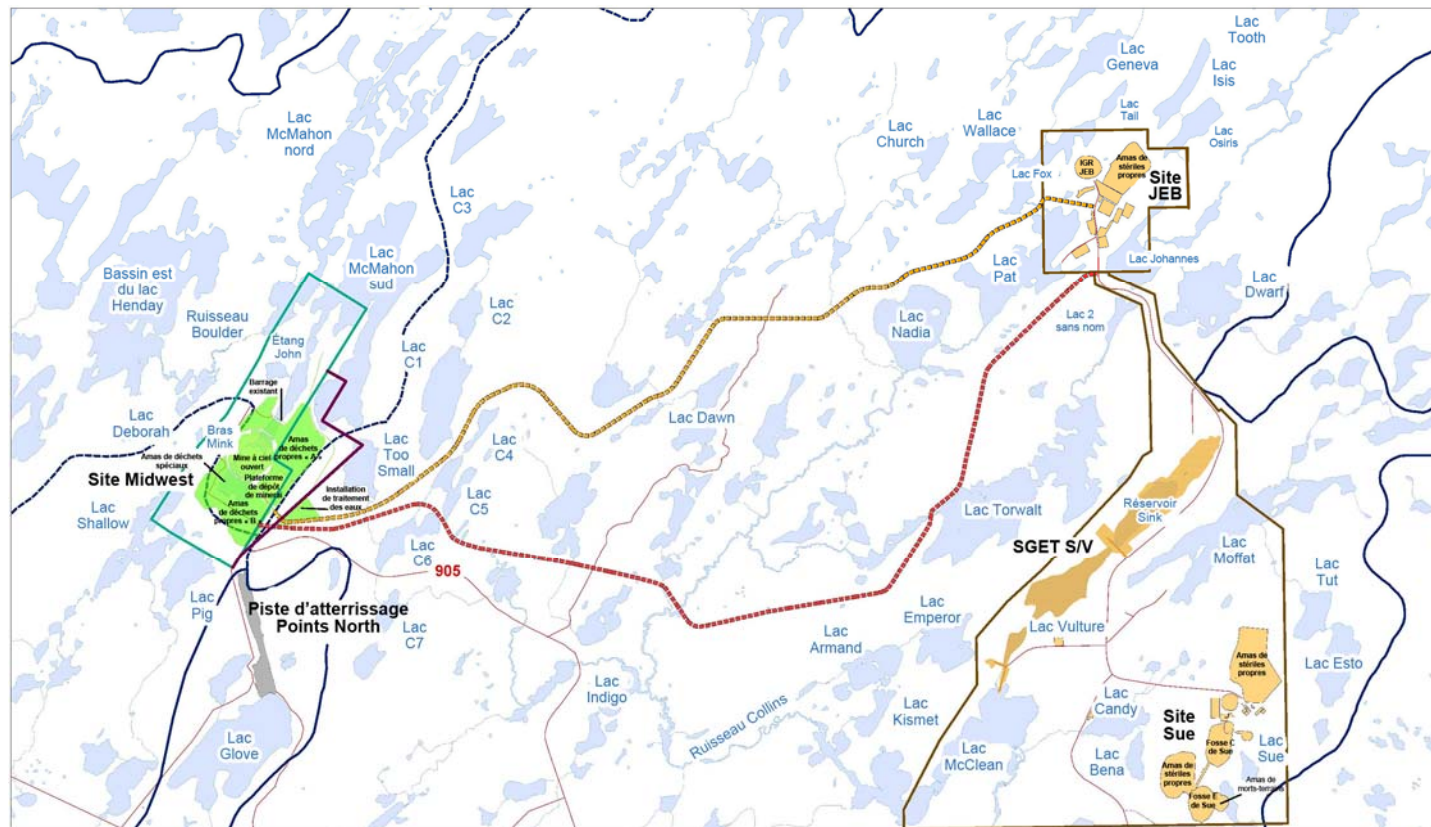 Lac
Tooth
Lac
Geneva
Lac
Isis
Lac
McMahon
nord
Lac
Tail
Lac
Wallace
Lac
Church
Lac
Osiris
IGR
JEB
Amas de
stériles
propres
Lac Fox
Site
JEB
Lac
C3
Lac
McMahon
sud
Bassin est
du lac
Henday
Lac Johannes
Lac
Pat
Lac
Dwarf
Ruisseau
Boulder
Lac
C2
Lac
Nadia
Lac 2
sans nom
Étang
John
Lac
C1
Barrage
existant
Lac
Deborah
Bras
Mink
Lac Dawn
Amas
de déchets
propres « A »
Lac
Too
Small
Lac
C4
Amas de déchets
spéciaux
Mine à ciel
ouvert
Site Midwest
Plateforme
de dépôt
de minerai
Installation
de traitement
des eaux
Amas
de déchets
propres « B »
Lac
Shallow
Lac
C5
Lac Torwalt
Réservoir
Sink
SGET S/V
Lac
Moffat
Lac
C6
905
Lac
Tut
Lac
Pig
Piste d'atterrissage
Points North
Lac
C7
Lac
Emperor
Lac
Armand
Lac Vulture
Amas de
stériles
propres
Lac Esto
Lac
Indigo
Lac
Kismet
Lac
Candy
Ruisseau Collins
Site
Sue
Lac
Glove
Lac
McClean
Lac
Bena
Fosse C
de Sue
Lac
Sue
Amas de
stériles
propres
Amas de
morts-terrains
Fosse E
de Sue